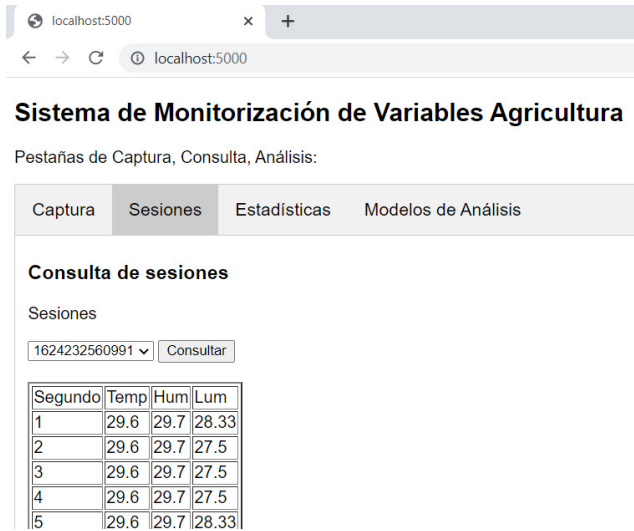 localhost:5000
localhost:5000
Sistema de Monitorización de Variables Agricultura
Pestañas de Captura, Consulta, Análisis:
Captura Sesiones Estadísticas Modelos de Análisis
Consulta de sesiones
Sesiones
1624232560991 Consultar
Segundo Temp Hum Lum
1 29.6 29.7 28.33
2 29.6 29.7 27.5
3 29.6 29.7 27.5
4 29.6 29.7 27.5
5 29.6 29.7 28.33